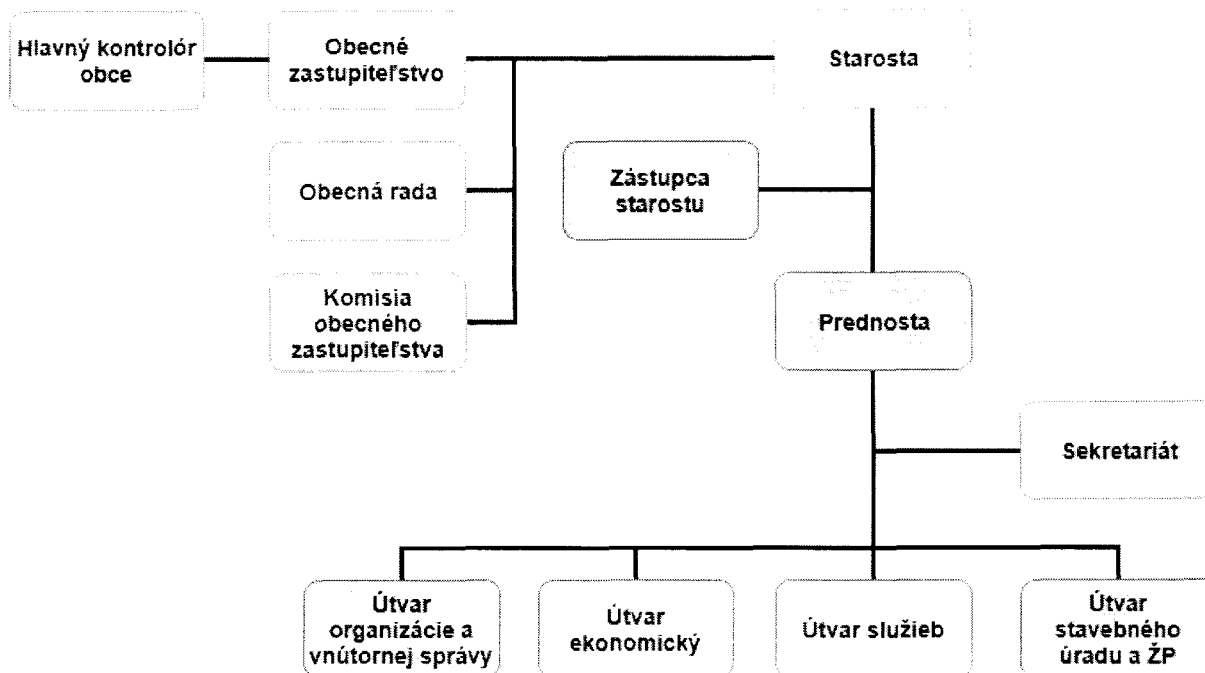 Hlavný kontrolór
obce
Obecné
zastupiteľstvo
Starosta
Obecná rada
Zástupca
starostu
Komisia
obecného
zastupiteľstva
Prednosta
Sekretariát
Útvar
organizácie a
vnútornej správy
Útvar
ekonomický
Útvar služieb
Útvar
stavebného
úradu a ŽP